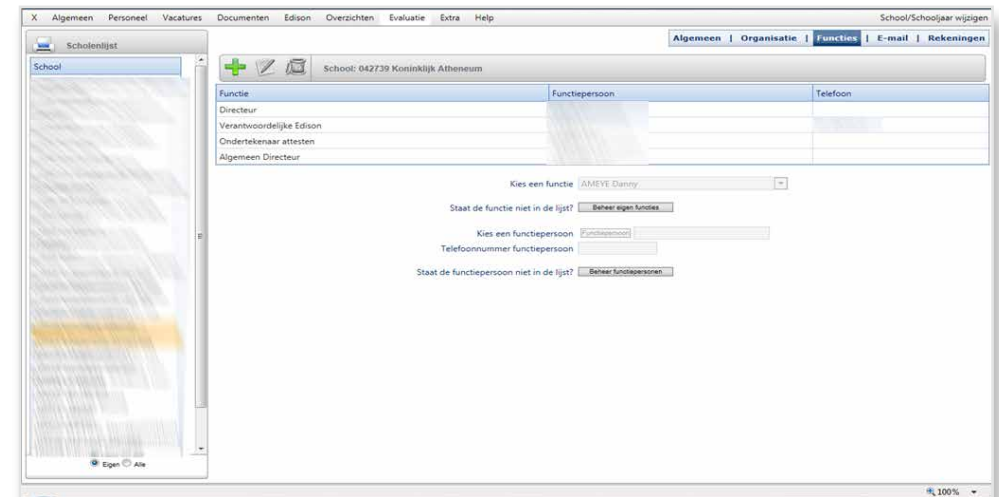 X Algemeen Personeel Vacatures Documenten Edison Overzichten Evaluatie Extra Help School/Schooljaar wijzigen
Scholenlijst
Algemeen | Organisatie | Functies | E-mail | Rekeningen
School
School: 042739 Koninklijk Atheneum
Functie Functiepersoon Telefoon
Directeur
Verantwoordelijke Edison
Ondertekenaar attesten
Algemeen Directeur
Kies een functie AMEYE Danny
Staat de functie niet in de lijst? Beheer eigen functies
Kies een functiepersoon Functiepersoon
Telefoonnummer functiepersoon
Staat de functiepersoon niet in de lijst? Beheer functiepersonen
Eigen Alle
100%